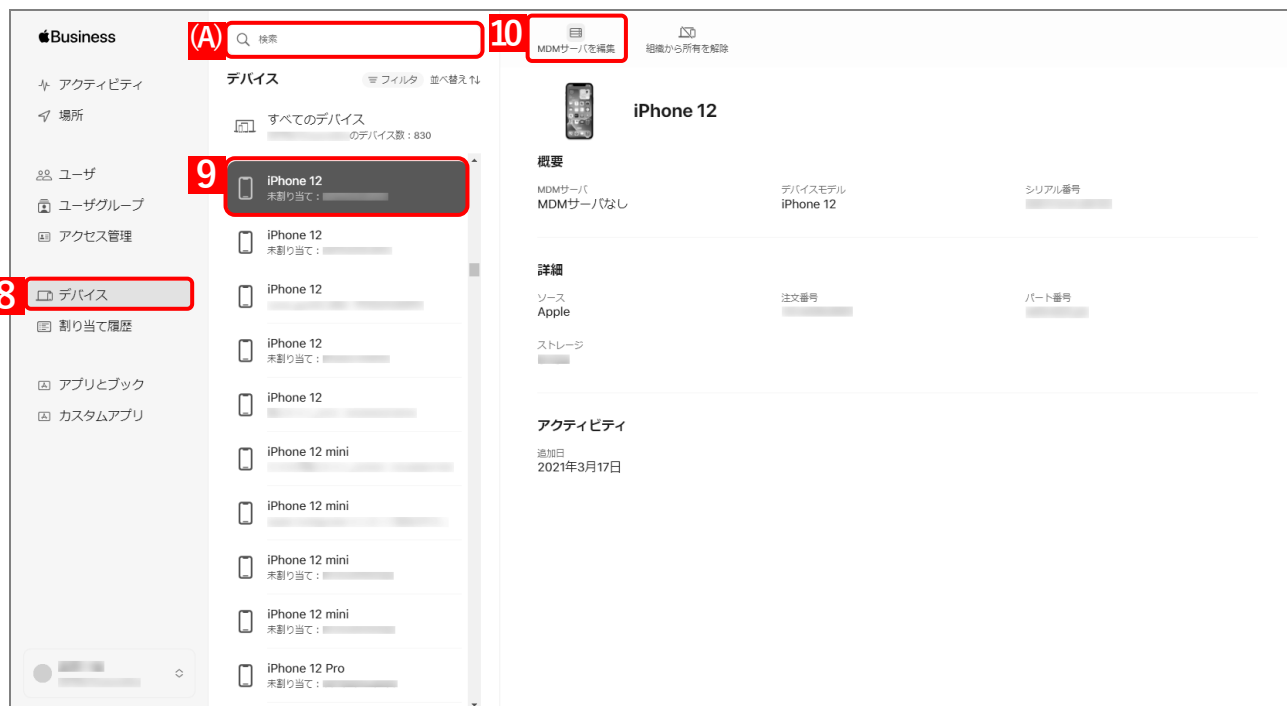 Business
アクティビティ
場所
ユーザ
ユーザグループ
アクセス管理
8
デバイス
割り当て履歴
アプリとブック
カスタムアプリ
(A)
検索
デバイス
フィルタ
並べ替え
すべてのデバイス
のデバイス数：830
9
iPhone 12
未割り当て：
iPhone 12
未割り当て：
iPhone 12
iPhone 12
未割り当て：
iPhone 12
iPhone 12 mini
iPhone 12 mini
iPhone 12 mini
未割り当て：
iPhone 12 mini
未割り当て：
iPhone 12 Pro
未割り当て：
10
MDMサーバを編集
組織から所有を解除
iPhone 12
概要
MDMサーバ
MDMサーバなし
デバイスモデル
iPhone 12
シリアル番号
詳細
ソース
Apple
注文番号
パート番号
ストレージ
アクティビティ
追加日
2021年3月17日